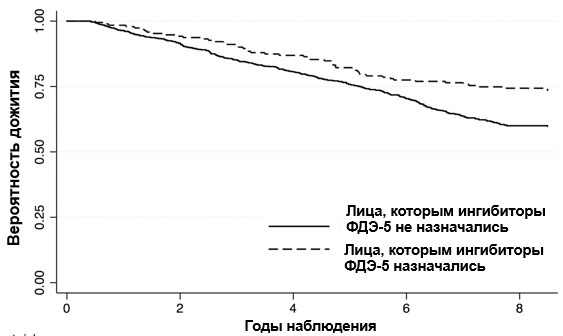 Вероятность дожития
1.00
0.75
0.50
0.25
0.00
Лица, которым ингибиторы
ФДЭ-5 не назначались
Лица, которым ингибиторы
ФДЭ-5 назначались
0 2 4 6 8
Годы наблюдения